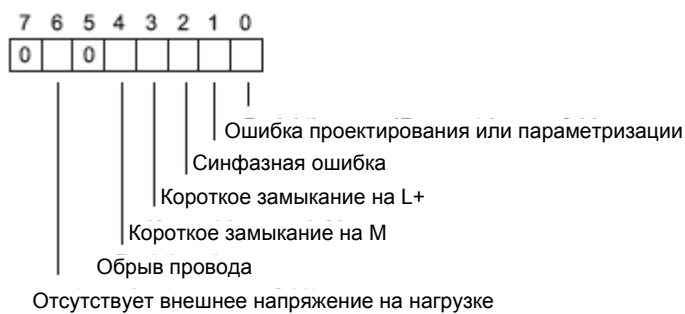 7 6 5 4 3 2 1 0
0 0
Ошибка проектирования или параметризации
Синфазная ошибка
Короткое замыкание на L+
Короткое замыкание на M
Обрыв провода
Отсутствует внешнее напряжение на нагрузке